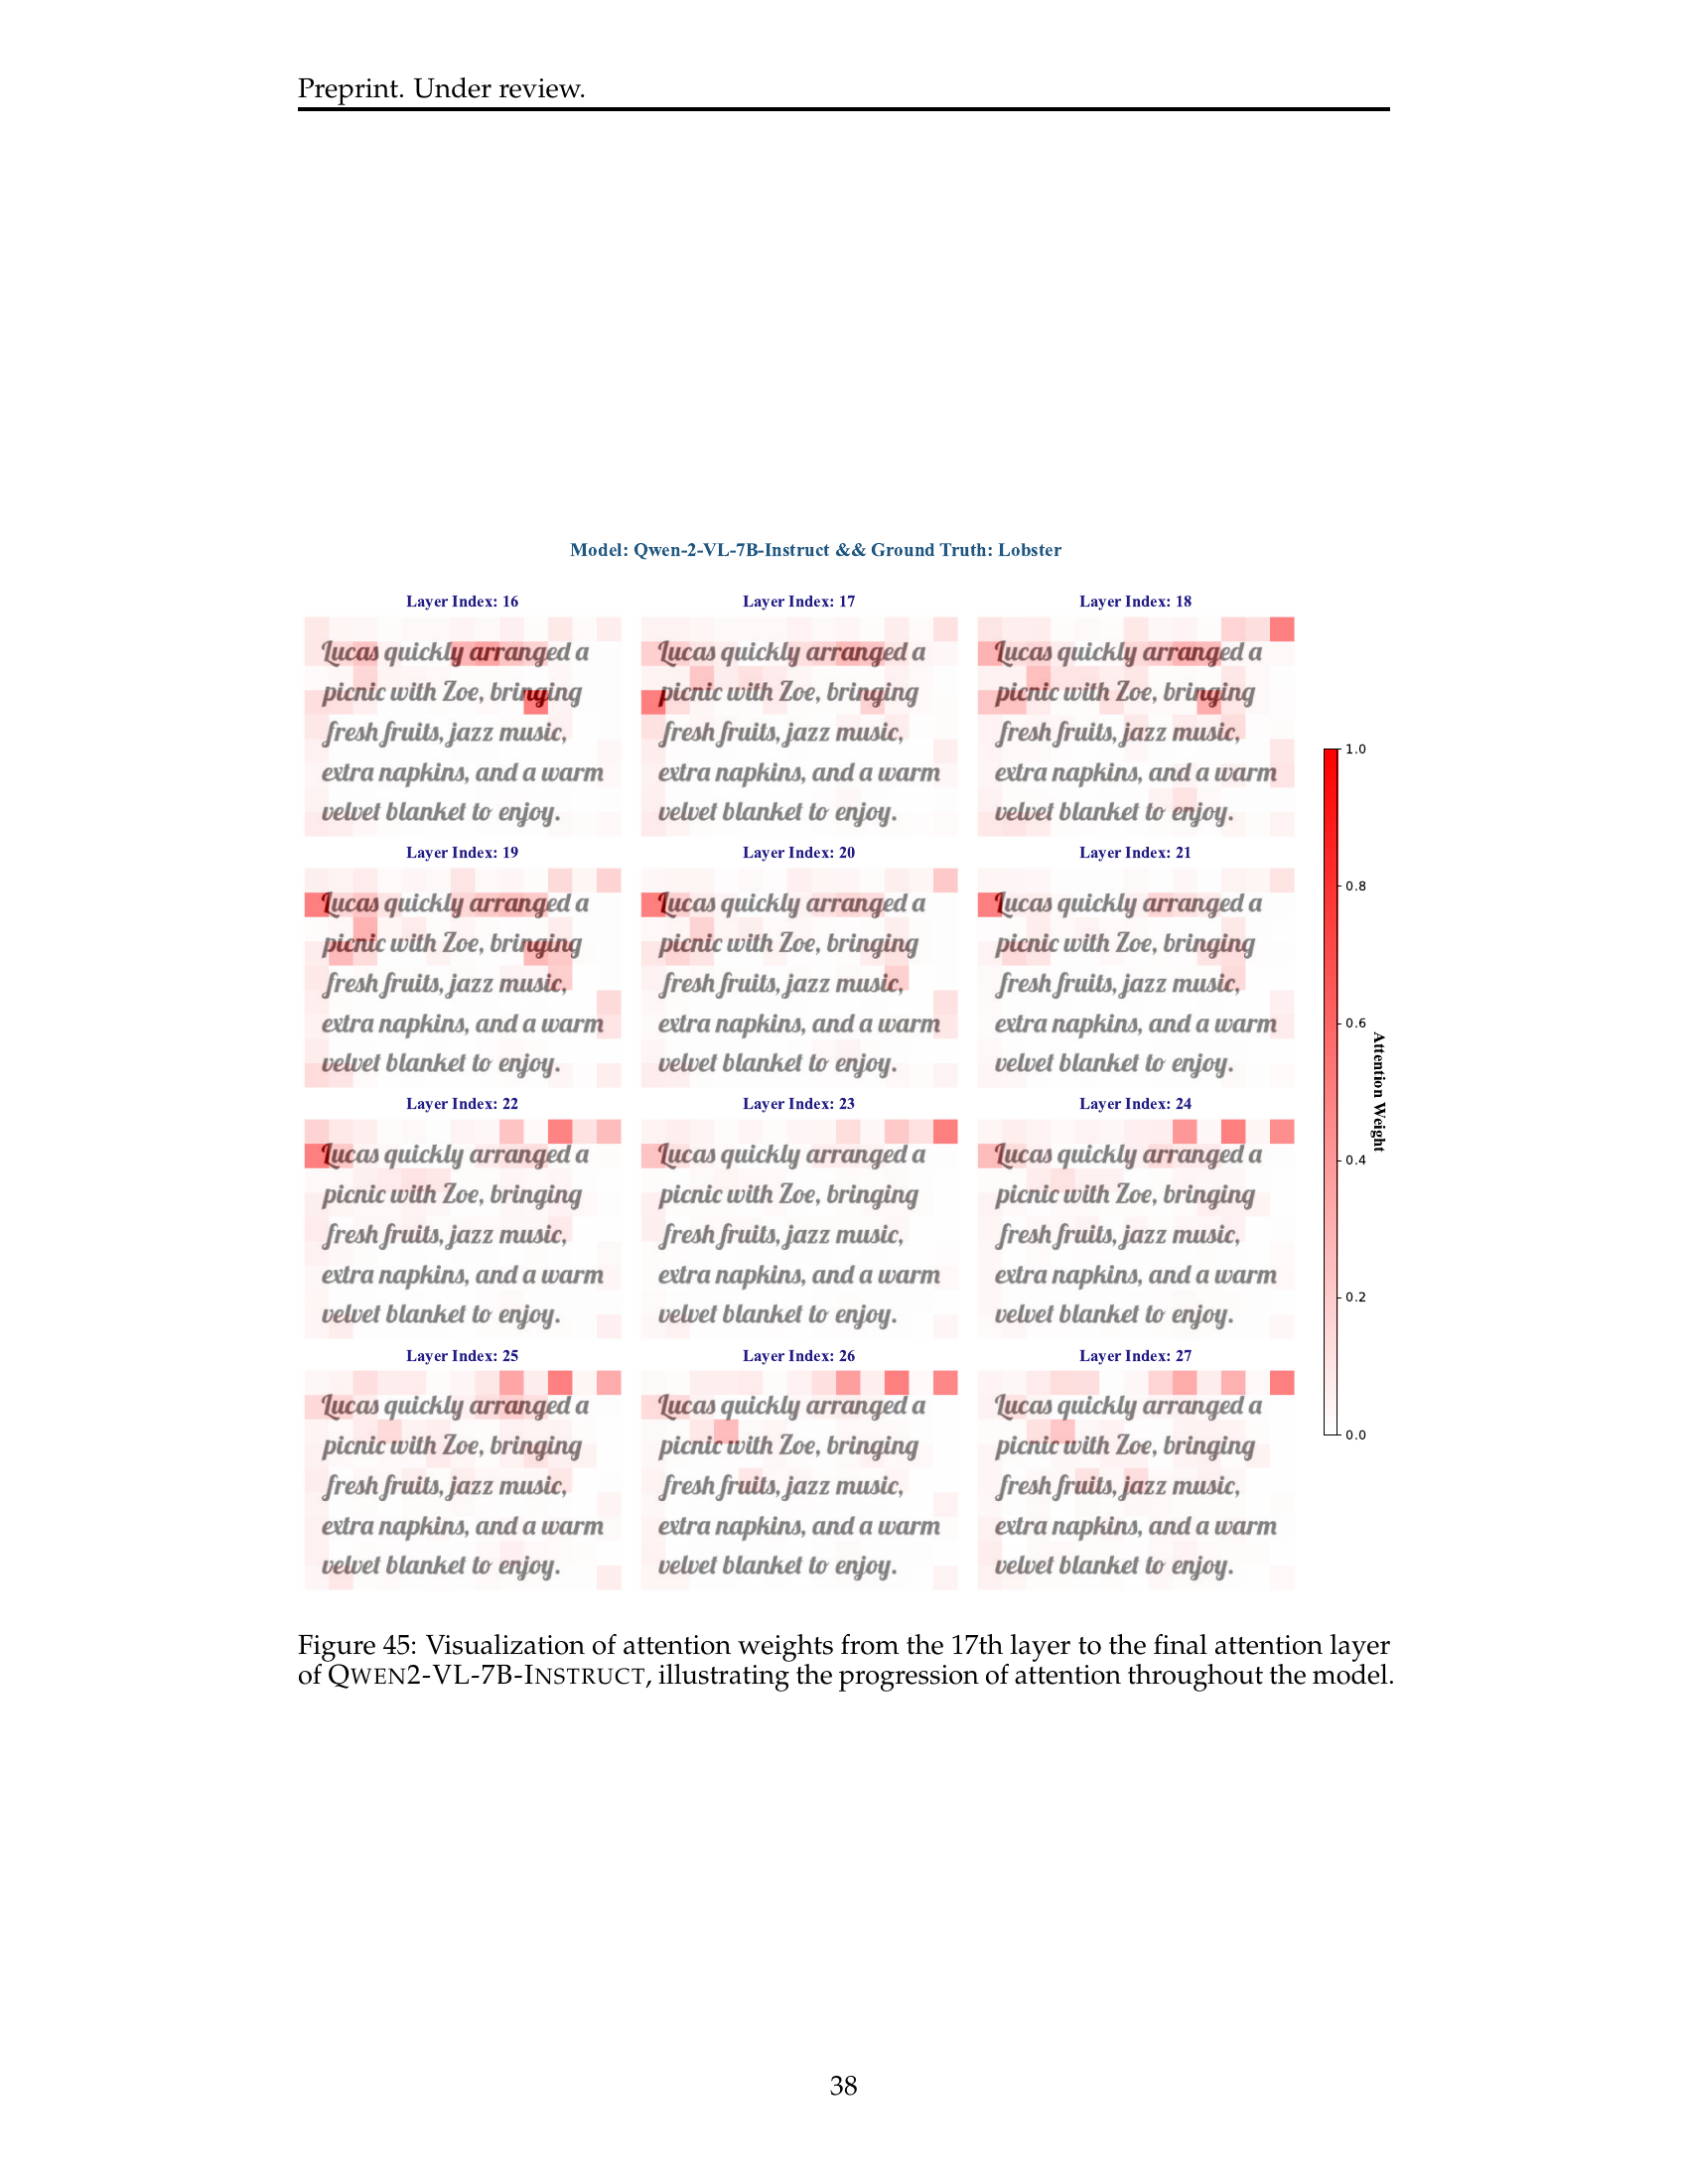 Preprint. Under review.
Model: Qwen-2-VL-7B-Instruct && Ground Truth: Lobster
Layer Index: 16
Lucas quickly arranged a
picnic with Zoe, bringing
fresh fruits, jazz music,
extra napkins, and a warm
velvet blanket to enjoy.
Layer Index: 17
Lucas quickly arranged a
picnic with Zoe, bringing
fresh fruits, jazz music,
extra napkins, and a warm
velvet blanket to enjoy.
Layer Index: 18
Lucas quickly arranged a
picnic with Zoe, bringing
fresh fruits, jazz music,
extra napkins, and a warm
velvet blanket to enjoy.
Layer Index: 19
Lucas quickly arranged a
picnic with Zoe, bringing
fresh fruits, jazz music,
extra napkins, and a warm
velvet blanket to enjoy.
Layer Index: 20
Lucas quickly arranged a
picnic with Zoe, bringing
fresh fruits, jazz music,
extra napkins, and a warm
velvet blanket to enjoy.
Layer Index: 21
Lucas quickly arranged a
picnic with Zoe, bringing
fresh fruits, jazz music,
extra napkins, and a warm
velvet blanket to enjoy.
Layer Index: 22
Lucas quickly arranged a
picnic with Zoe, bringing
fresh fruits, jazz music,
extra napkins, and a warm
velvet blanket to enjoy.
Layer Index: 23
Lucas quickly arranged a
picnic with Zoe, bringing
fresh fruits, jazz music,
extra napkins, and a warm
velvet blanket to enjoy.
Layer Index: 24
Lucas quickly arranged a
picnic with Zoe, bringing
fresh fruits, jazz music,
extra napkins, and a warm
velvet blanket to enjoy.
Layer Index: 25
Lucas quickly arranged a
picnic with Zoe, bringing
fresh fruits, jazz music,
extra napkins, and a warm
velvet blanket to enjoy.
Layer Index: 26
Lucas quickly arranged a
picnic with Zoe, bringing
fresh fruits, jazz music,
extra napkins, and a warm
velvet blanket to enjoy.
Layer Index: 27
Lucas quickly arranged a
picnic with Zoe, bringing
fresh fruits, jazz music,
extra napkins, and a warm
velvet blanket to enjoy.
1.0
0.8
0.6
0.4
0.2
0.0
Attention Weight
Figure 45: Visualization of attention weights from the 17th layer to the final attention layer
of QWEN2-VL-7B-INSTRUCT, illustrating the progression of attention throughout the model.
38